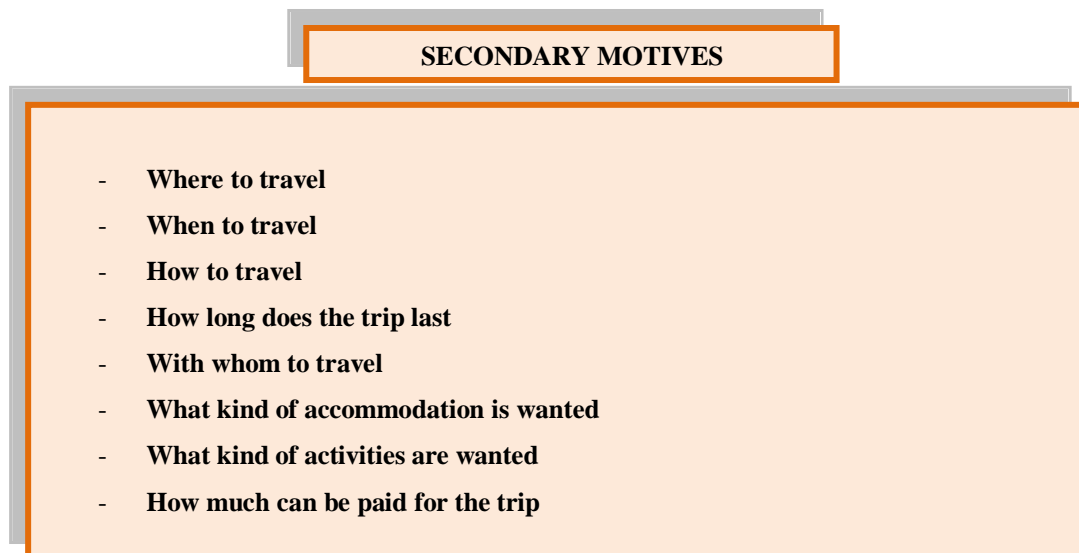 SECONDARY MOTIVES
- Where to travel
- When to travel
- How to travel
- How long does the trip last
- With whom to travel
- What kind of accommodation is wanted
- What kind of activities are wanted
- How much can be paid for the trip